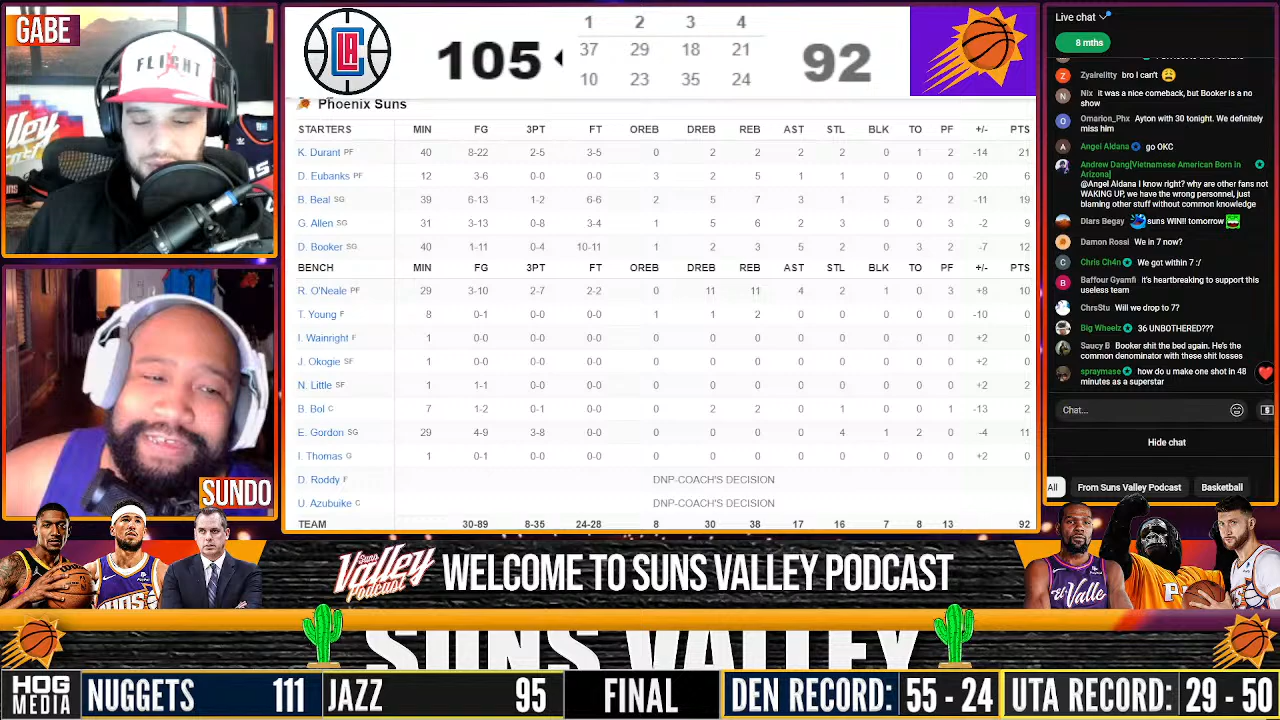 GABE
FLIGHT
SUNDO
LA
105
92
1 2 3 4
37 29 18 21
10 23 35 24
Phoenix Suns
STARTERS MIN FG 3PT FT OREB DREB REB AST STL BLK TO PF +/- PTS
K. Durant PF 40 8-22 2-5 3-5 0 2 2 2 2 0 1 2 -14 21
D. Eubanks PF 12 3-6 0-0 0-0 3 2 5 1 1 0 0 0 -20 6
B. Beal SG 39 6-13 1-2 6-6 2 5 7 3 1 5 2 2 -11 19
G. Allen SG 31 3-13 0-8 3-4 1 5 6 2 3 0 0 3 -2 9
D. Booker SG 40 1-11 0-4 10-11 1 2 3 5 2 0 3 2 -7 12
BENCH MIN FG 3PT FT OREB DREB REB AST STL BLK TO PF +/- PTS
R. O'Neale PF 29 3-10 2-7 2-2 0 11 11 4 2 1 0 3 +8 10
T. Young F 8 0-1 0-0 0-0 1 1 2 0 0 0 0 0 -10 0
I. Wainright F 1 0-0 0-0 0-0 0 0 0 0 0 0 0 0 +2 0
J. Okogie SF 1 0-0 0-0 0-0 0 0 0 0 0 0 0 0 +2 0
N. Little SF 1 1-1 0-0 0-0 0 0 0 0 0 0 0 0 +2 2
B. Bol C 7 1-2 0-1 0-0 0 2 2 0 1 0 0 1 -13 2
E. Gordon SG 29 4-9 3-8 0-0 0 0 0 0 4 1 2 0 -4 11
I. Thomas G 1 0-1 0-0 0-0 0 0 0 0 0 0 0 0 +2 0
D. Roddy F DNP-COACH'S DECISION
U. Azubuike C DNP-COACH'S DECISION
TEAM 30-89 8-35 24-28 8 30 38 17 16 7 8 13 92
Live chat
8 mths
Zyairelitty bro I can't
Nix it was a nice comeback, but Booker is a no
show
Omarion_Phx Ayton with 30 tonight. We definitely
miss him
Angel Aldana go OKC
Andrew Dang[Vietnamese American Born in
Arizona]
@Angel Aldana I know right? why are other fans not
WAKING UP, we have the wrong personnel, just
blaming other stuff without common knowledge
DIars Begay suns WIN!! tomorrow
Damon Rossi We in 7 now?
Chris Ch4n We got within 7 :/
Baffour Gyamfi it's heartbreaking to support this
useless team
ChrsStu Will we drop to 7?
Big Wheelz 36 UNBOTHERED???
Saucy B Booker shit the bed again. He's the
common denominator with these shit losses
spraymase how do u make one shot in 48
minutes as a superstar
Chat...
Hide chat
All From Suns Valley Podcast Basketball
Suns
Valley
Podcast
WELCOME TO SUNS VALLEY PODCAST
SUNS VALLEY
HOG
MEDIA
NUGGETS 111 JAZZ 95 FINAL DEN RECORD: 55 - 24 UTA RECORD: 29 - 50